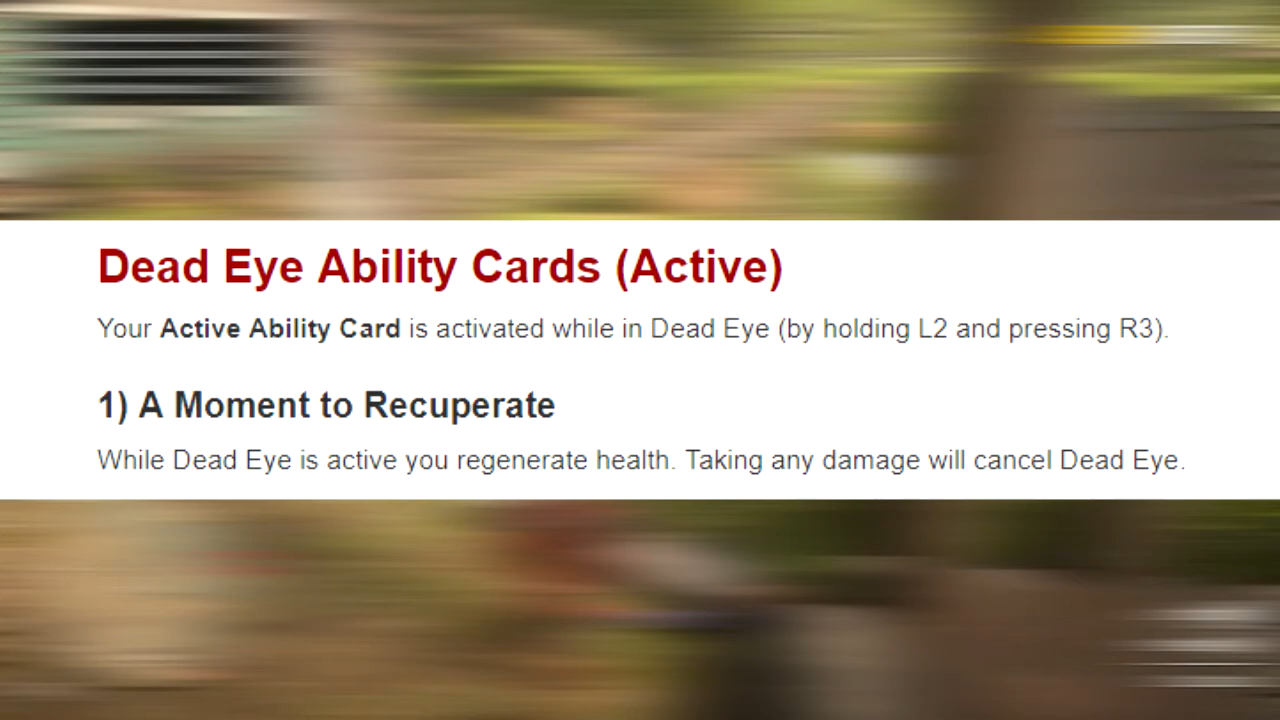 Dead Eye Ability Cards (Active)
Your Active Ability Card is activated while in Dead Eye (by holding L2 and pressing R3).
1) A Moment to Recuperate
While Dead Eye is active you regenerate health. Taking any damage will cancel Dead Eye.